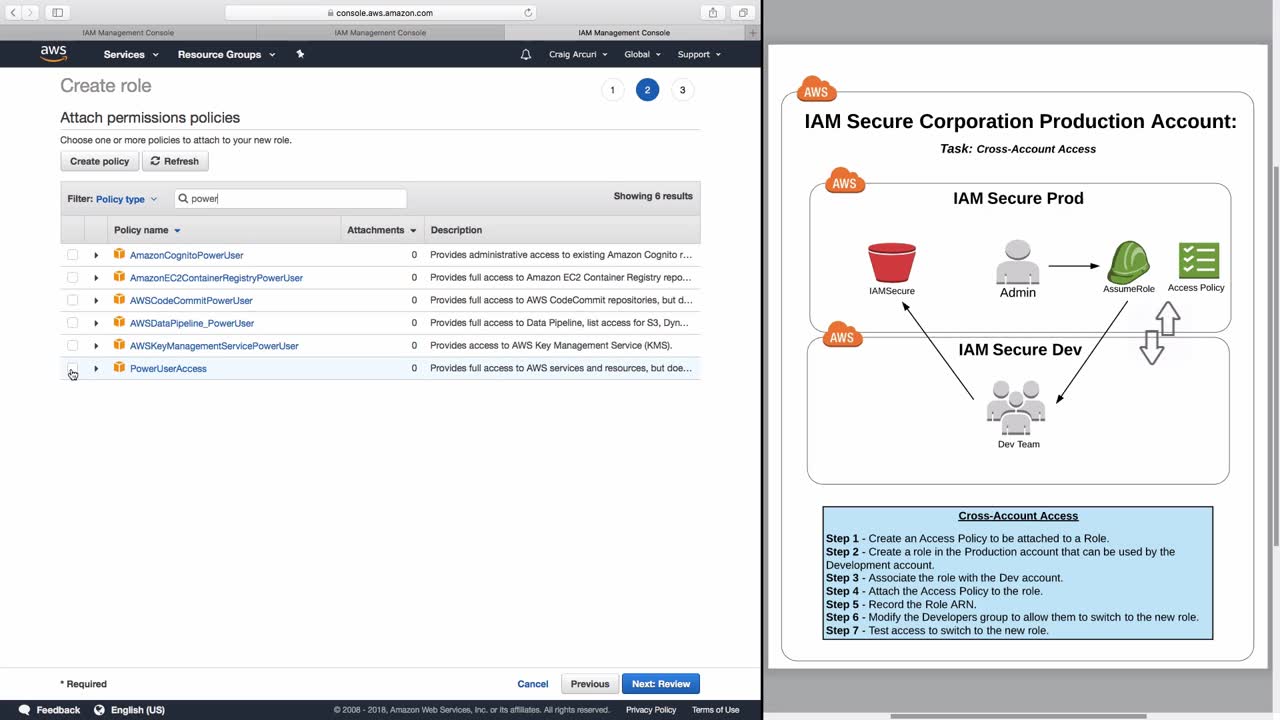 console.aws.amazon.com
IAM Management Console
IAM Management Console
IAM Management Console
aws
Services
Resource Groups
Craig Arcuri
Global
Support
Create role
1
2
3
Attach permissions policies
Choose one or more policies to attach to your new role.
Create policy
Refresh
Filter: Policy type
power
Showing 6 results
Policy name
Attachments
Description
AmazonCognitoPowerUser 0 Provides administrative access to existing Amazon Cognito r...
AmazonEC2ContainerRegistryPowerUser 0 Provides full access to Amazon EC2 Container Registry repo...
AWSCodeCommitPowerUser 0 Provides full access to AWS CodeCommit repositories, but d...
AWSDataPipeline_PowerUser 0 Provides full access to Data Pipeline, list access for S3, Dyn...
AWSKeyManagementServicePowerUser 0 Provides access to AWS Key Management Service (KMS).
PowerUserAccess 0 Provides full access to AWS services and resources, but doe...
* Required
Cancel
Previous
Next: Review
Feedback
English (US)
© 2008 - 2018, Amazon Web Services, Inc. or its affiliates. All rights reserved.
Privacy Policy
Terms of Use
AWS
IAM Secure Corporation Production Account:
Task: Cross-Account Access
AWS
IAM Secure Prod
IAMSecure
Admin
AssumeRole
Access Policy
AWS
IAM Secure Dev
Dev Team
Cross-Account Access
Step 1 - Create an Access Policy to be attached to a Role.
Step 2 - Create a role in the Production account that can be used by the
Development account.
Step 3 - Associate the role with the Dev account.
Step 4 - Attach the Access Policy to the role.
Step 5 - Record the Role ARN.
Step 6 - Modify the Developers group to allow them to switch to the new role.
Step 7 - Test access to switch to the new role.